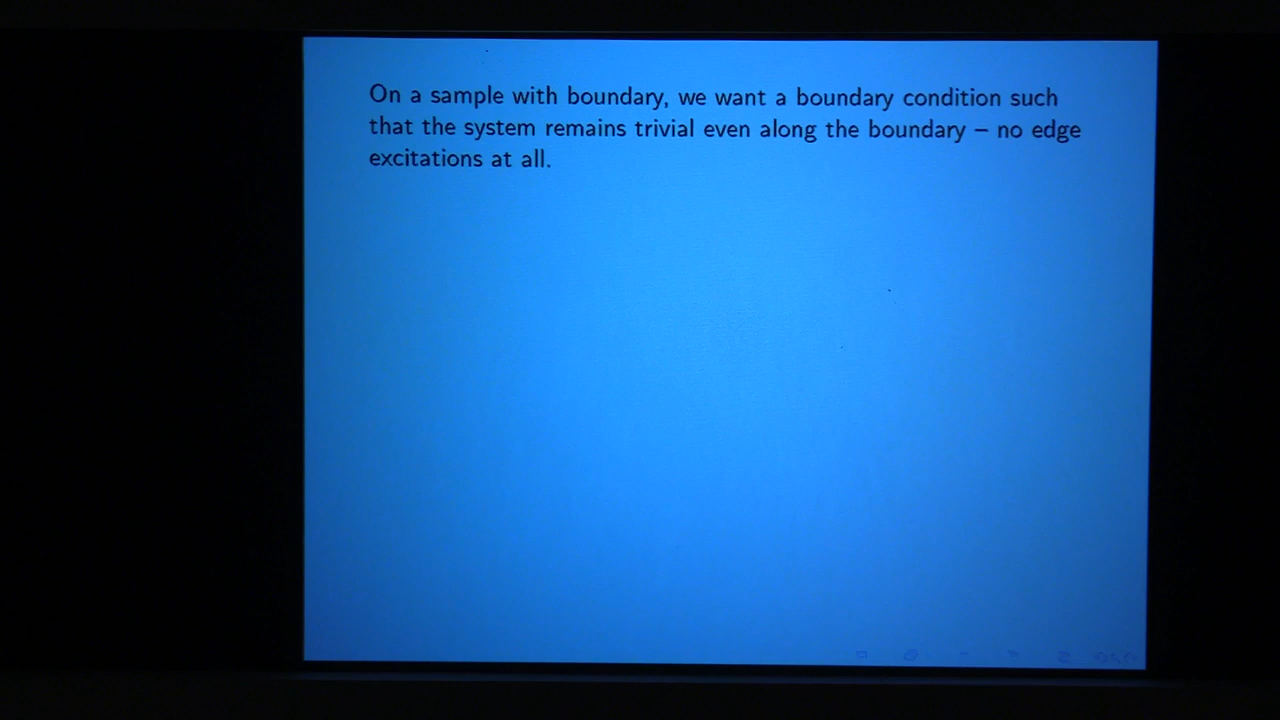 On a sample with boundary, we want a boundary condition such
that the system remains trivial even along the boundary – no edge
excitations at all.